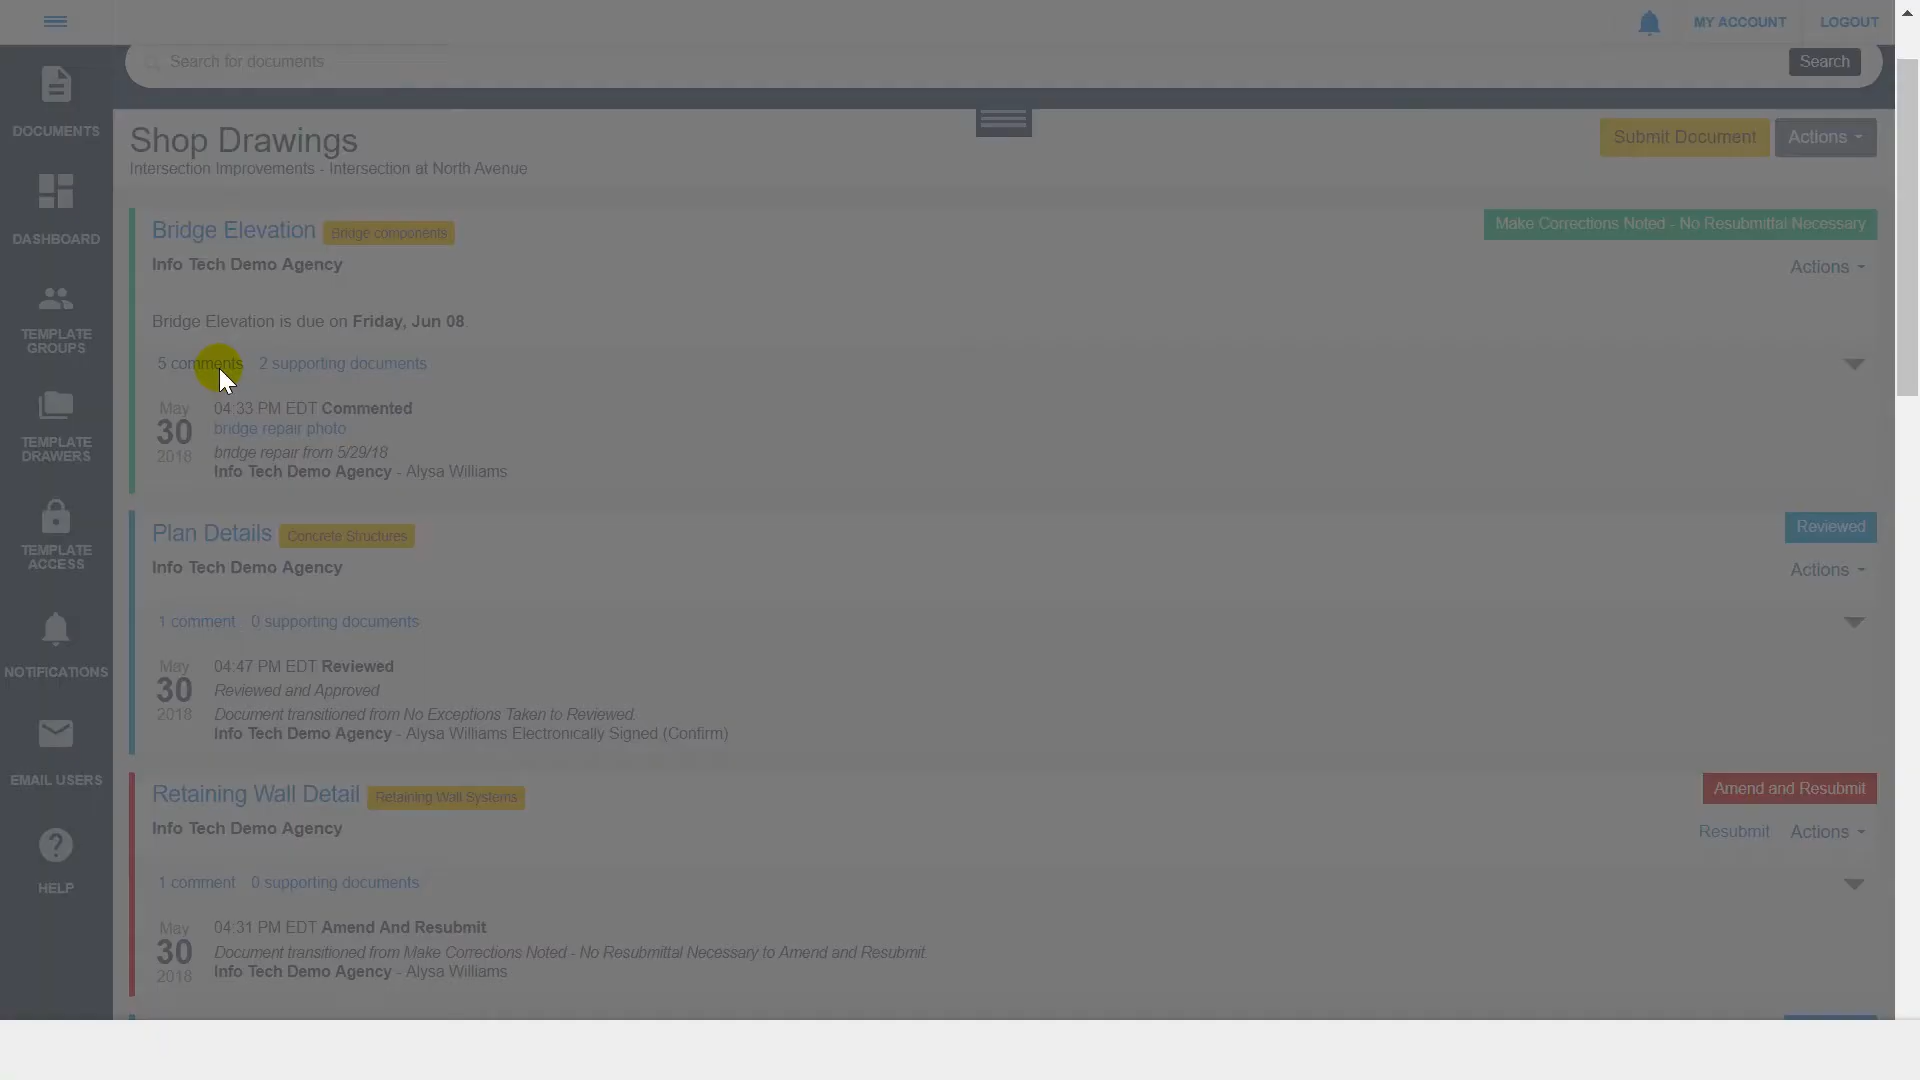 MY ACCOUNT
LOGOUT
Search for documents
Search
DOCUMENTS
DASHBOARD
TEMPLATE
GROUPS
TEMPLATE
DRAWERS
TEMPLATE
ACCESS
NOTIFICATIONS
EMAIL USERS
HELP
Shop Drawings
Submit Document
Actions
Intersection Improvements - Intersection at North Avenue
Bridge Elevation Bridge components
Make Corrections Noted - No Resubmittal Necessary
Info Tech Demo Agency
Actions
Bridge Elevation is due on Friday, Jun 08.
5 comments 2 supporting documents
May
30
2018
04:33 PM EDT Commented
bridge repair photo
bridge repair from 5/29/18
Info Tech Demo Agency - Alysa Williams
Plan Details Concrete Structures
Reviewed
Info Tech Demo Agency
Actions
1 comment 0 supporting documents
May
30
2018
04:47 PM EDT Reviewed
Reviewed and Approved
Document transitioned from No Exceptions Taken to Reviewed.
Info Tech Demo Agency - Alysa Williams Electronically Signed (Confirm)
Retaining Wall Detail Retaining Wall Systems
Amend and Resubmit
Info Tech Demo Agency
Resubmit Actions
1 comment 0 supporting documents
May
30
2018
04:31 PM EDT Amend And Resubmit
Document transitioned from Make Corrections Noted - No Resubmittal Necessary to Amend and Resubmit.
Info Tech Demo Agency - Alysa Williams